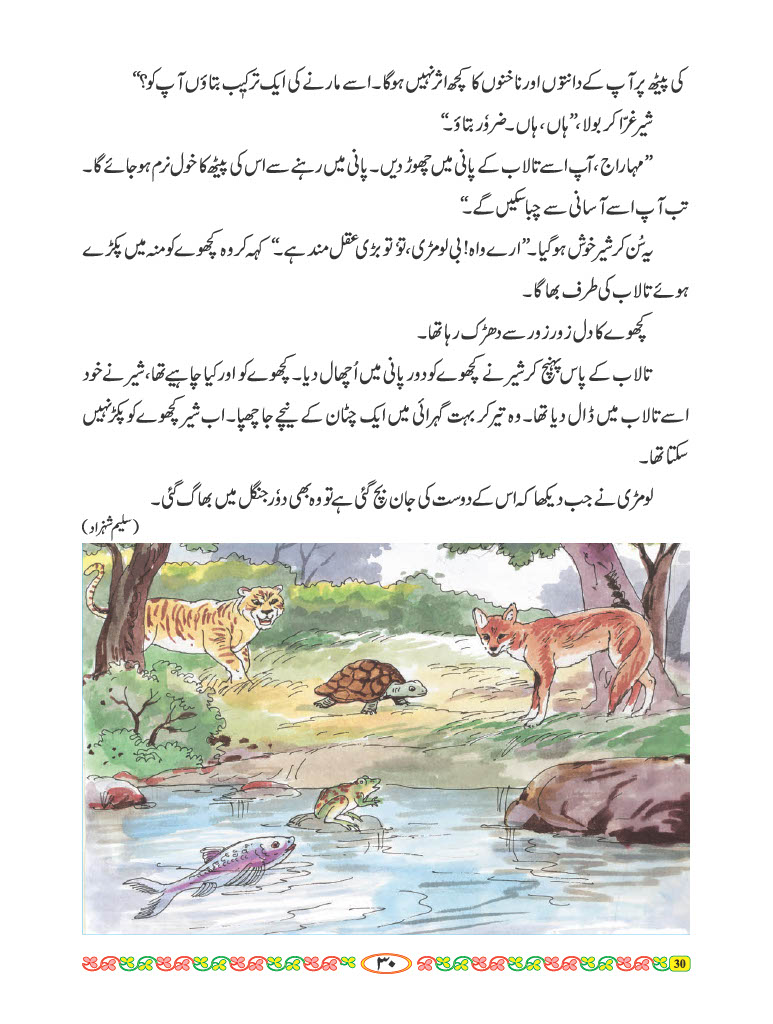 کی پیٹھ پر آپ کے دانتوں اور ناخنوں کا کچھ اثر نہیں ہوگا۔ اسے مارنے کی ایک ترکیب بتاؤں آپ کو؟“
شیر غرّا کر بولا، ”ہاں، ہاں۔ ضرؤر بتاؤ۔“
”مہاراج، آپ اسے تالاب کے پانی میں چھوڑ دیں۔ پانی میں رہنے سے اس کی پیٹھ کا خول نرم ہو جائے گا۔
تب آپ اسے آسانی سے چبا سکیں گے۔“
یہ سُن کر شیر خوش ہو گیا۔ ”ارے واہ! بی لومڑی، توٗ تو بڑی عقل مند ہے۔“ کہہ کر وہ کچھوے کو منہ میں پکڑے
ہوئے تالاب کی طرف بھاگا۔
کچھوے کا دل زور زور سے دھڑک رہا تھا۔
تالاب کے پاس پہنچ کر شیر نے کچھوے کو دور پانی میں اُچھال دیا۔ کچھوے کو اور کیا چاہیے تھا، شیر نے خود
اسے تالاب میں ڈال دیا تھا۔ وہ تیر کر بہت گہرائی میں ایک چٹان کے نیچے جا چھپا۔ اب شیر کچھوے کو پکڑ نہیں
سکتا تھا۔
لومڑی نے جب دیکھا کہ اس کے دوست کی جان بچ گئی ہے تو وہ بھی دوٗر جنگل میں بھاگ گئی۔
(سلیم شہزاد)
۳۰
30